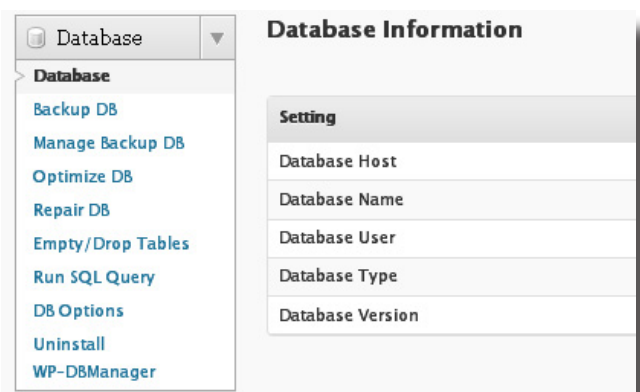 Database
Database
Backup DB
Manage Backup DB
Optimize DB
Repair DB
Empty/Drop Tables
Run SQL Query
DB Options
Uninstall
WP-DBManager
Database Information
Setting
Database Host
Database Name
Database User
Database Type
Database Version